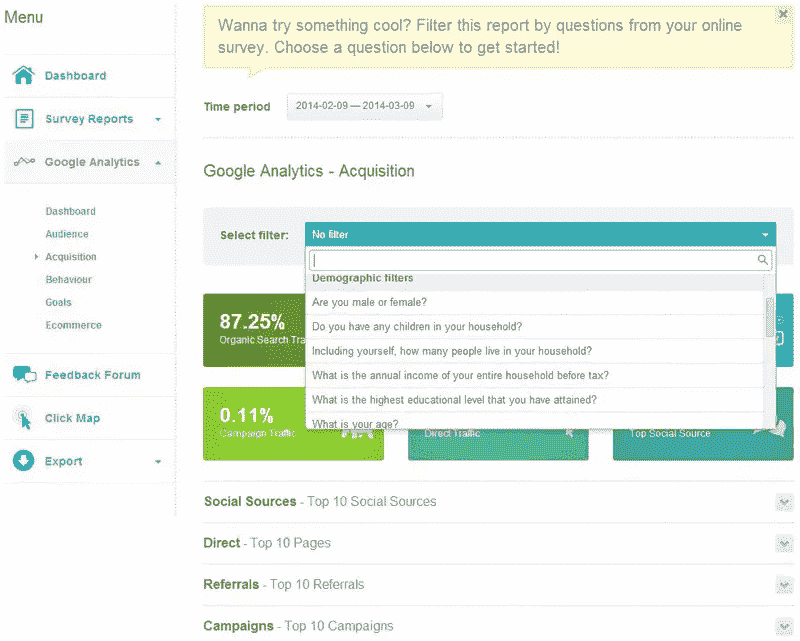 Menu
Dashboard
Survey Reports
Google Analytics
Dashboard
Audience
Acquisition
Behaviour
Goals
Ecommerce
Feedback Forum
Click Map
Export
Wanna try something cool? Filter this report by questions from your online
survey. Choose a question below to get started!
Time period 2014-02-09 — 2014-03-09
Google Analytics - Acquisition
Select filter: No filter
Demographic filters
Are you male or female?
Do you have any children in your household?
Including yourself, how many people live in your household?
What is the annual income of your entire household before tax?
What is the highest educational level that you have attained?
What is your age?
87.25%
Organic Search Tra
0.11%
Campaign Traffic
Direct Traffic
Top Social Source
Social Sources - Top 10 Social Sources
Direct - Top 10 Pages
Referrals - Top 10 Referrals
Campaigns - Top 10 Campaigns